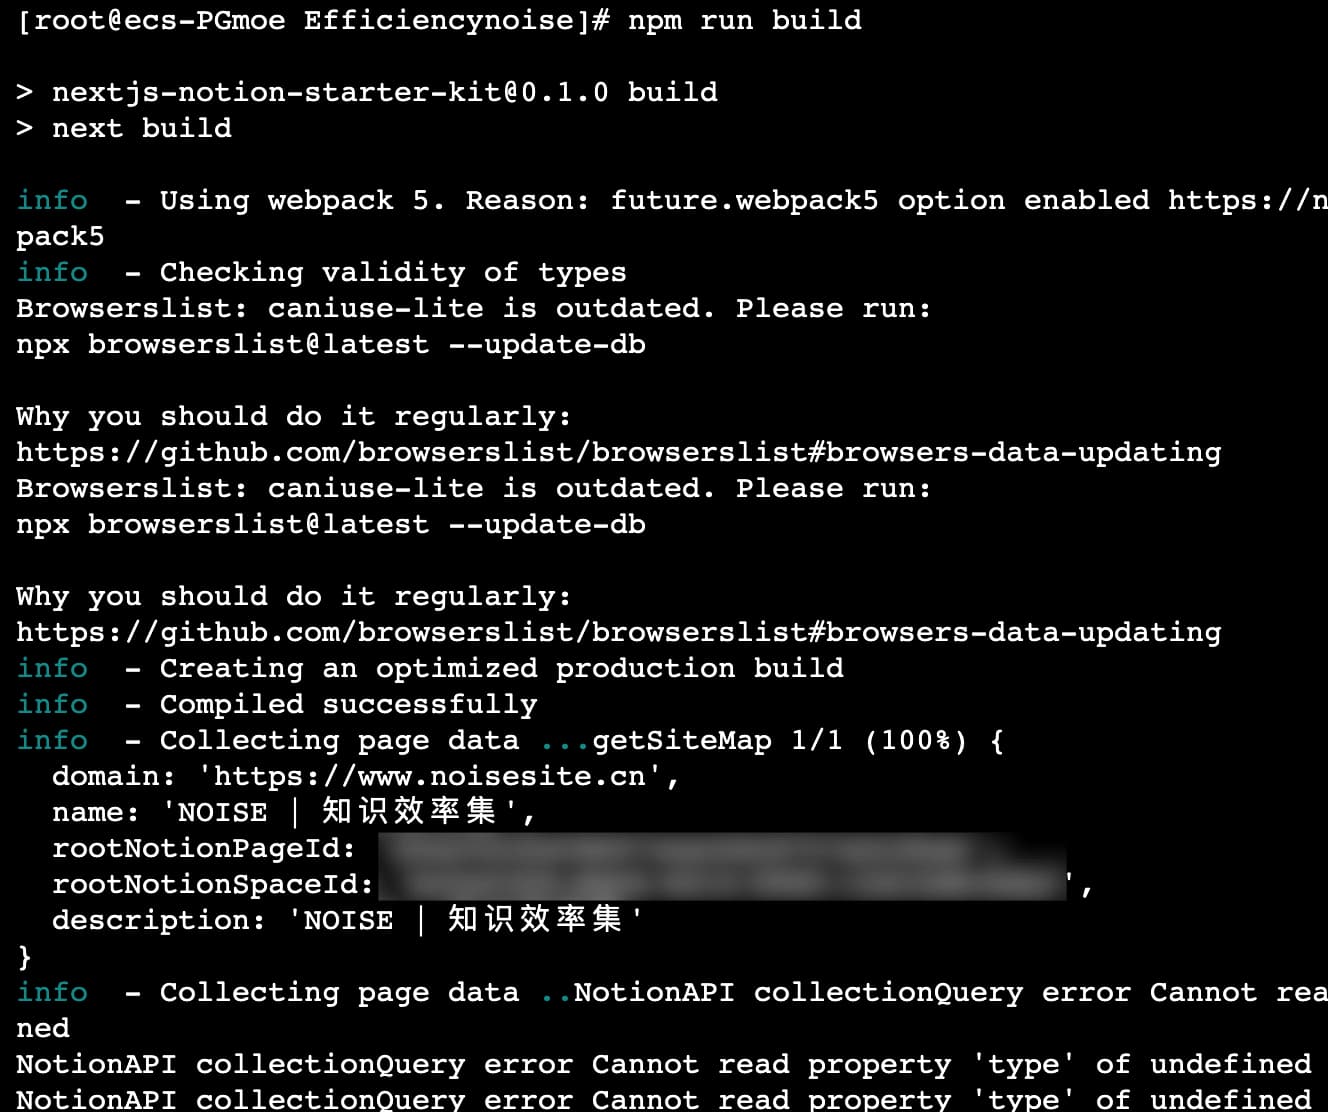 [root@ecs-PGmoe Efficiencynoise]# npm run build
> nextjs-notion-starter-kit@0.1.0 build
> next build
info  - Using webpack 5. Reason: future.webpack5 option enabled https://n
pack5
info  - Checking validity of types
Browserslist: caniuse-lite is outdated. Please run:
npx browserslist@latest --update-db
Why you should do it regularly:
https://github.com/browserslist/browserslist#browsers-data-updating
Browserslist: caniuse-lite is outdated. Please run:
npx browserslist@latest --update-db
Why you should do it regularly:
https://github.com/browserslist/browserslist#browsers-data-updating
info  - Creating an optimized production build
info  - Compiled successfully
info  - Collecting page data ...getSiteMap 1/1 (100%) {
  domain: 'https://www.noisesite.cn',
  name: 'NOISE | 知识效率集',
  rootNotionPageId:
  rootNotionSpaceId: ',
  description: 'NOISE | 知识效率集'
}
info  - Collecting page data ..NotionAPI collectionQuery error Cannot rea
ned
NotionAPI collectionQuery error Cannot read property 'type' of undefined
NotionAPI collectionQuery error Cannot read property 'type' of undefined